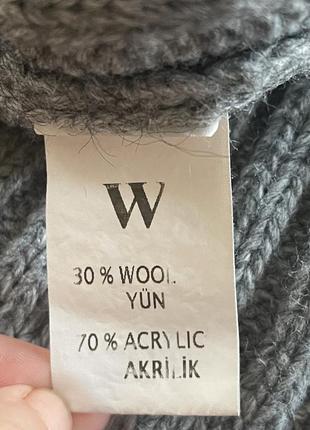 W
30 % WOOL
YÜN
70 % ACRYLIC
AKRİLİK